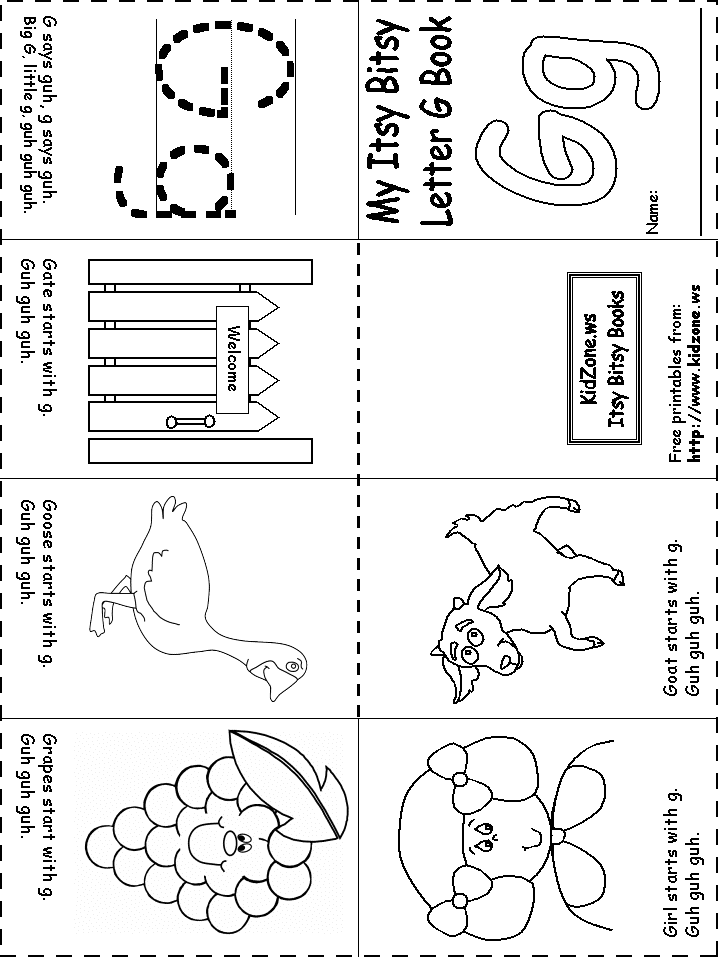 My Itsy Bitsy
Letter G Book
Gg
Name:
Gg
G says guh, g says guh.
Big G, little g, guh guh guh.
Welcome
Gate starts with g.
Guh guh guh.
Goose starts with g.
Guh guh guh.
Grapes start with g.
Guh guh guh.
Girl starts with g.
Guh guh guh.
Goat starts with g.
Guh guh guh.
KidZone.ws
Itsy Bitsy Books
Free printables from:
http://www.kidzone.ws